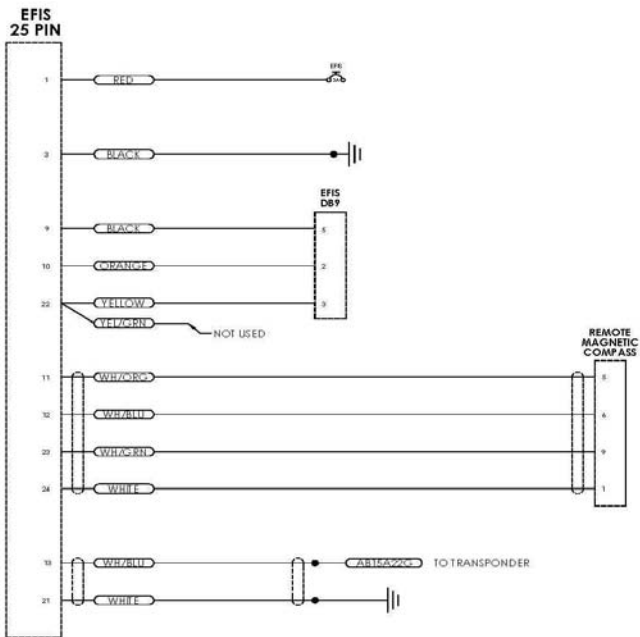 EFIS
25 PIN
1 RED EFIS
BLACK
EFIS
DB9
9 BLACK 5
10 ORANGE 2
22 YELLOW 3
YEL/GRN NOT USED
REMOTE
MAGNETIC
COMPASS
11 WH/ORG 5
12 WH/BLU 6
23 WH/GRN 9
24 WHITE 1
13 WH/BLU ABT5A22G TO TRANSPONDER
21 WHITE